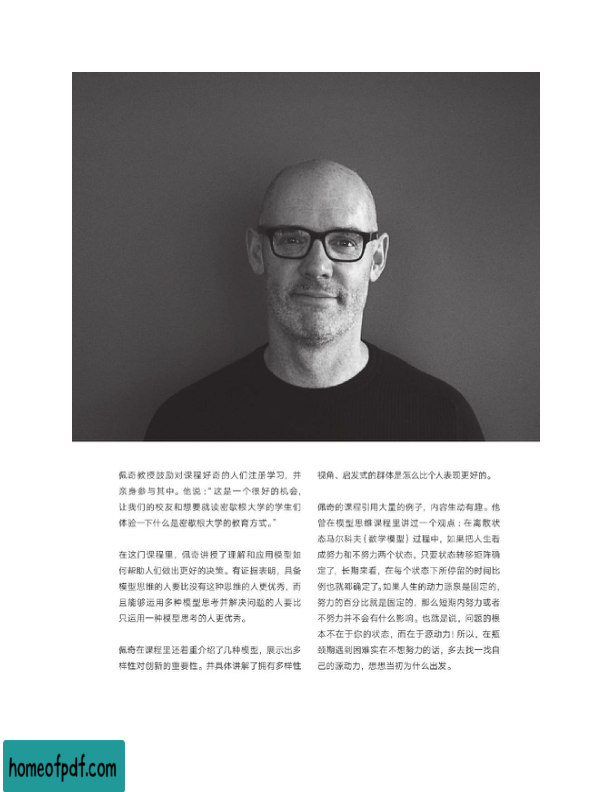 佩奇教授鼓励对课程好奇的人们注册学习，并
亲身参与其中。他说：“这是一个很好的机会，
让我们的校友和想要就读密歇根大学的学生们
体验一下什么是密歇根大学的教育方式。”
在这门课程里，佩奇讲授了理解和应用模型如
何帮助人们做出更好的决策。有证据表明，具备
模型思维的人要比没有这种思维的人更优秀，而
且能够运用多种模型思考并解决问题的人要比
只运用一种模型思考的人更优秀。
佩奇在课程里还着重介绍了几种模型，展示出多
样性对创新的重要性。并具体讲解了拥有多样性
视角、启发式的群体是怎么比个人表现更好的。
佩奇的课程引用大量的例子，内容生动有趣。他
曾在模型思维课程里讲过一个观点：在离散状
态马尔科夫（数学模型）过程中，如果把人生看
成努力和不努力两个状态，只要状态转移矩阵确
定了，长期来看，在每个状态下所停留的时间比
例也就都确定了。如果人生的动力源泉是固定的，
努力的百分比就是固定的，那么短期内努力或者
不努力并不会有什么影响。也就是说，问题的根
本不在于你的状态，而在于源动力！所以，在瓶
颈期遇到困难实在不想努力的话，多去找一找自
己的源动力，想想当初为什么出发。
homeofpdf.com